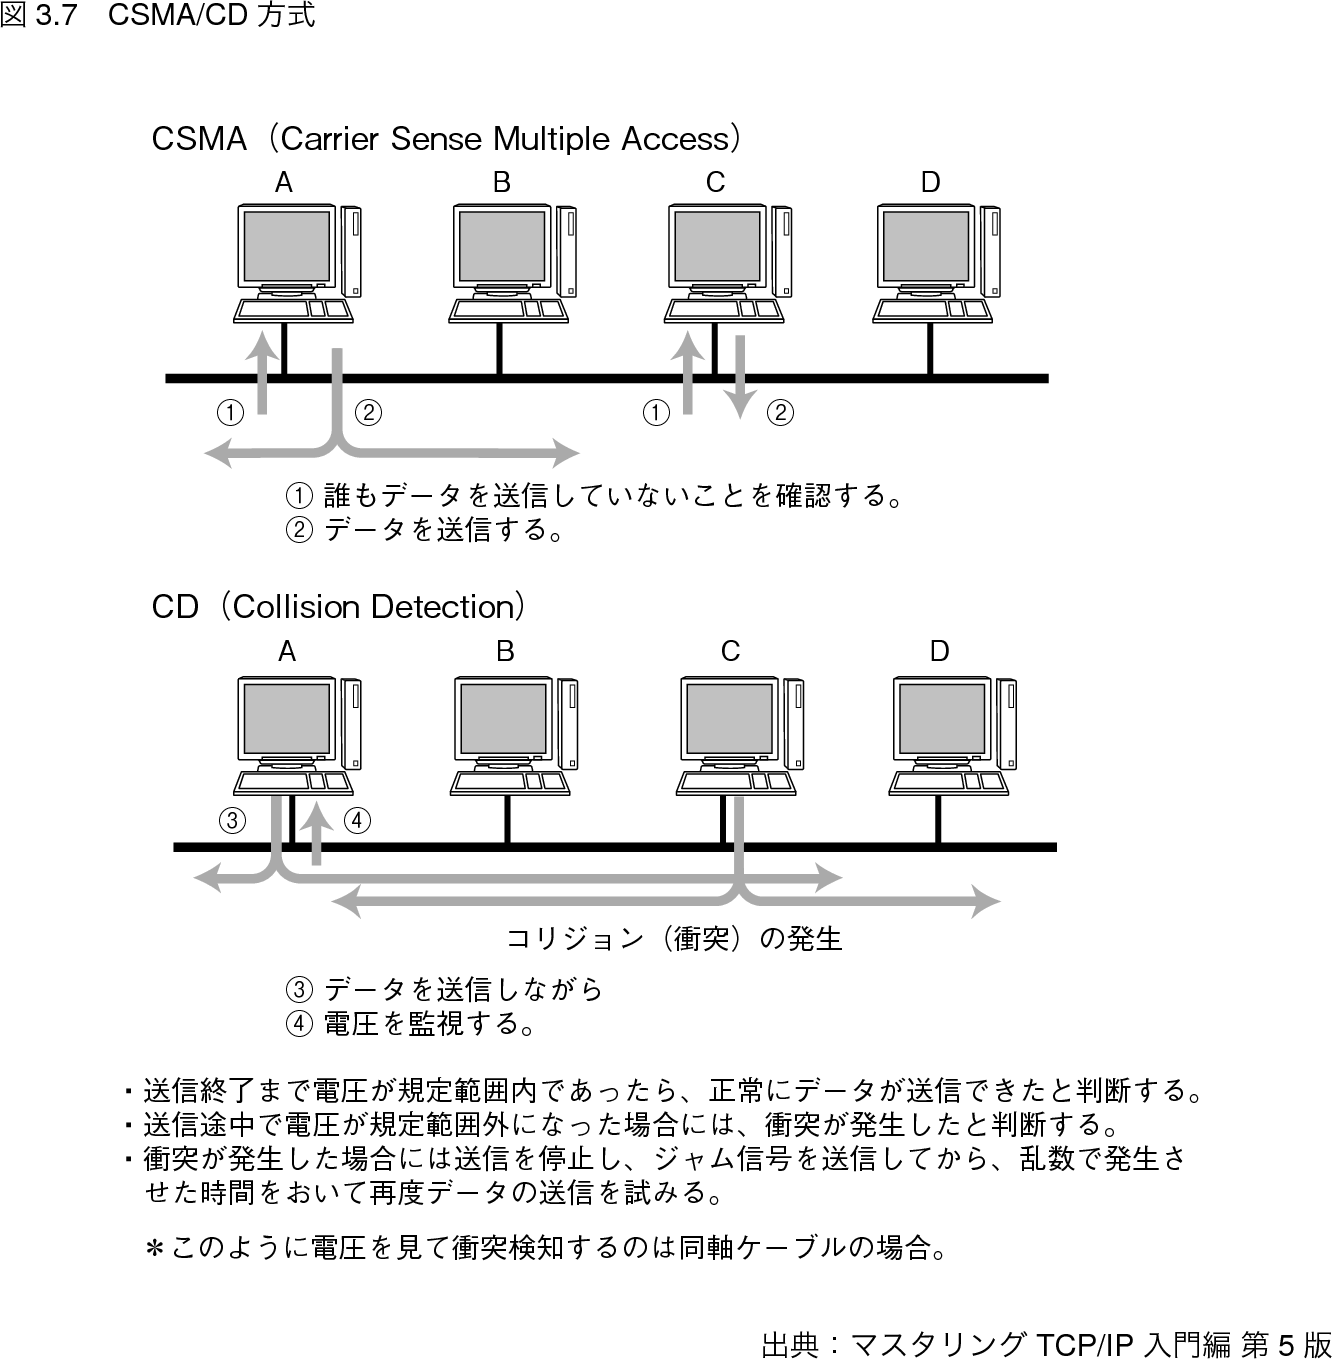 図 3.7　CSMA/CD 方式
CSMA（Carrier Sense Multiple Access）
A B C D
① ② ① ②
① 誰もデータを送信していないことを確認する。
② データを送信する。
CD（Collision Detection）
A B C D
③ ④
コリジョン（衝突）の発生
③ データを送信しながら
④ 電圧を監視する。
・送信終了まで電圧が規定範囲内であったら、正常にデータが送信できたと判断する。
・送信途中で電圧が規定範囲外になった場合には、衝突が発生したと判断する。
・衝突が発生した場合には送信を停止し、ジャム信号を送信してから、乱数で発生さ
せた時間をおいて再度データの送信を試みる。
＊このように電圧を見て衝突検知するのは同軸ケーブルの場合。
出典：マスタリング TCP/IP 入門編 第 5 版